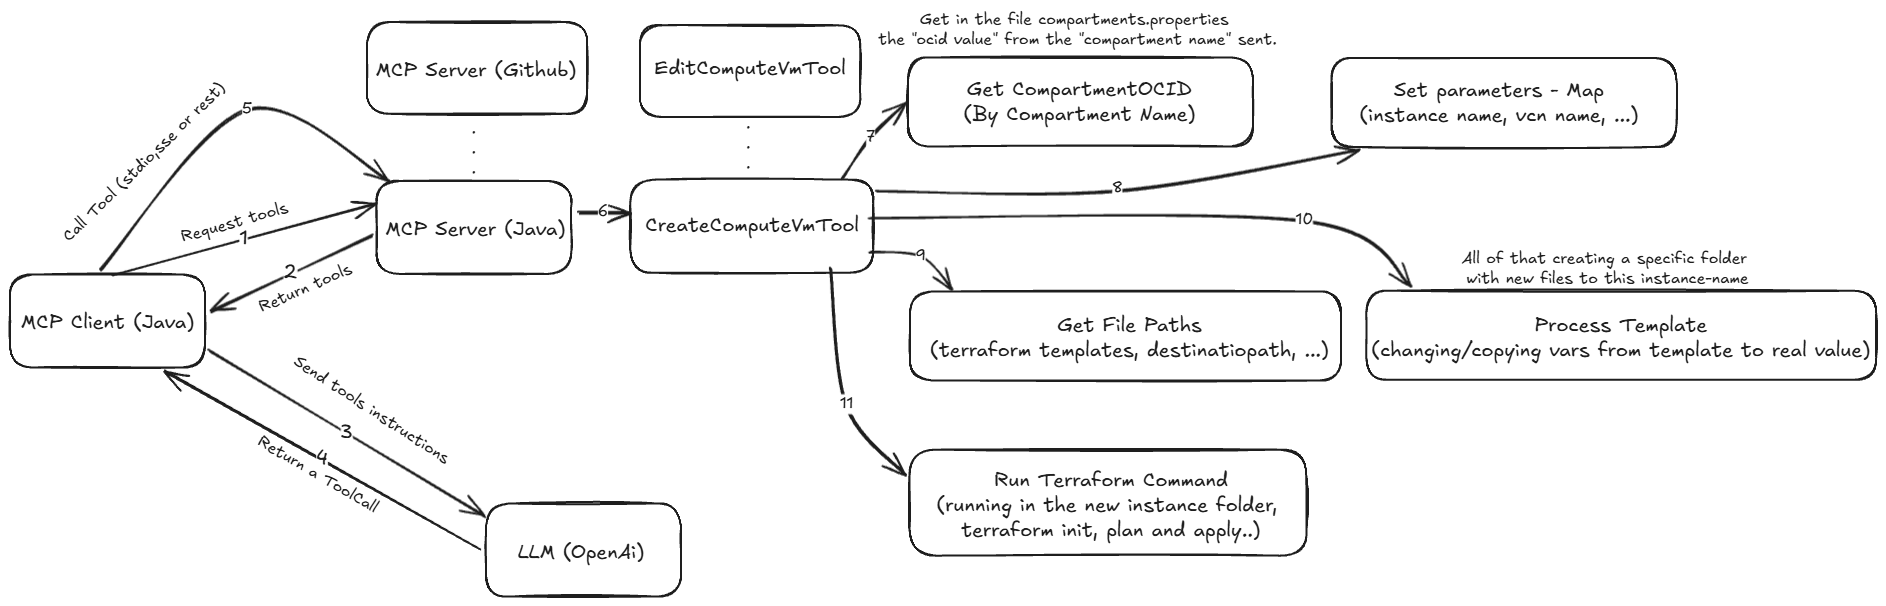 Get in the file compartments.properties
the "ocid value" from the "compartment name" sent.
MCP Server (Github)
EditComputeVmTool
Get CompartmentOCID
(By Compartment Name)
Set parameters - Map
(instance name, vcn name, ...)
5
Call Tool (stdio,sse or rest)
7
8
Request tools
1
MCP Server (Java)
6
CreateComputeVmTool
10
2
Return tools
9
All of that creating a specific folder
with new files to this instance-name
MCP Client (Java)
Get File Paths
(terraform templates, destinatiopath, ...)
Process Template
(changing/copying vars from template to real value)
Send tools instructions
3
4
Return a ToolCall
11
Run Terraform Command
(running in the new instance folder,
terraform init, plan and apply..)
LLM (OpenAi)